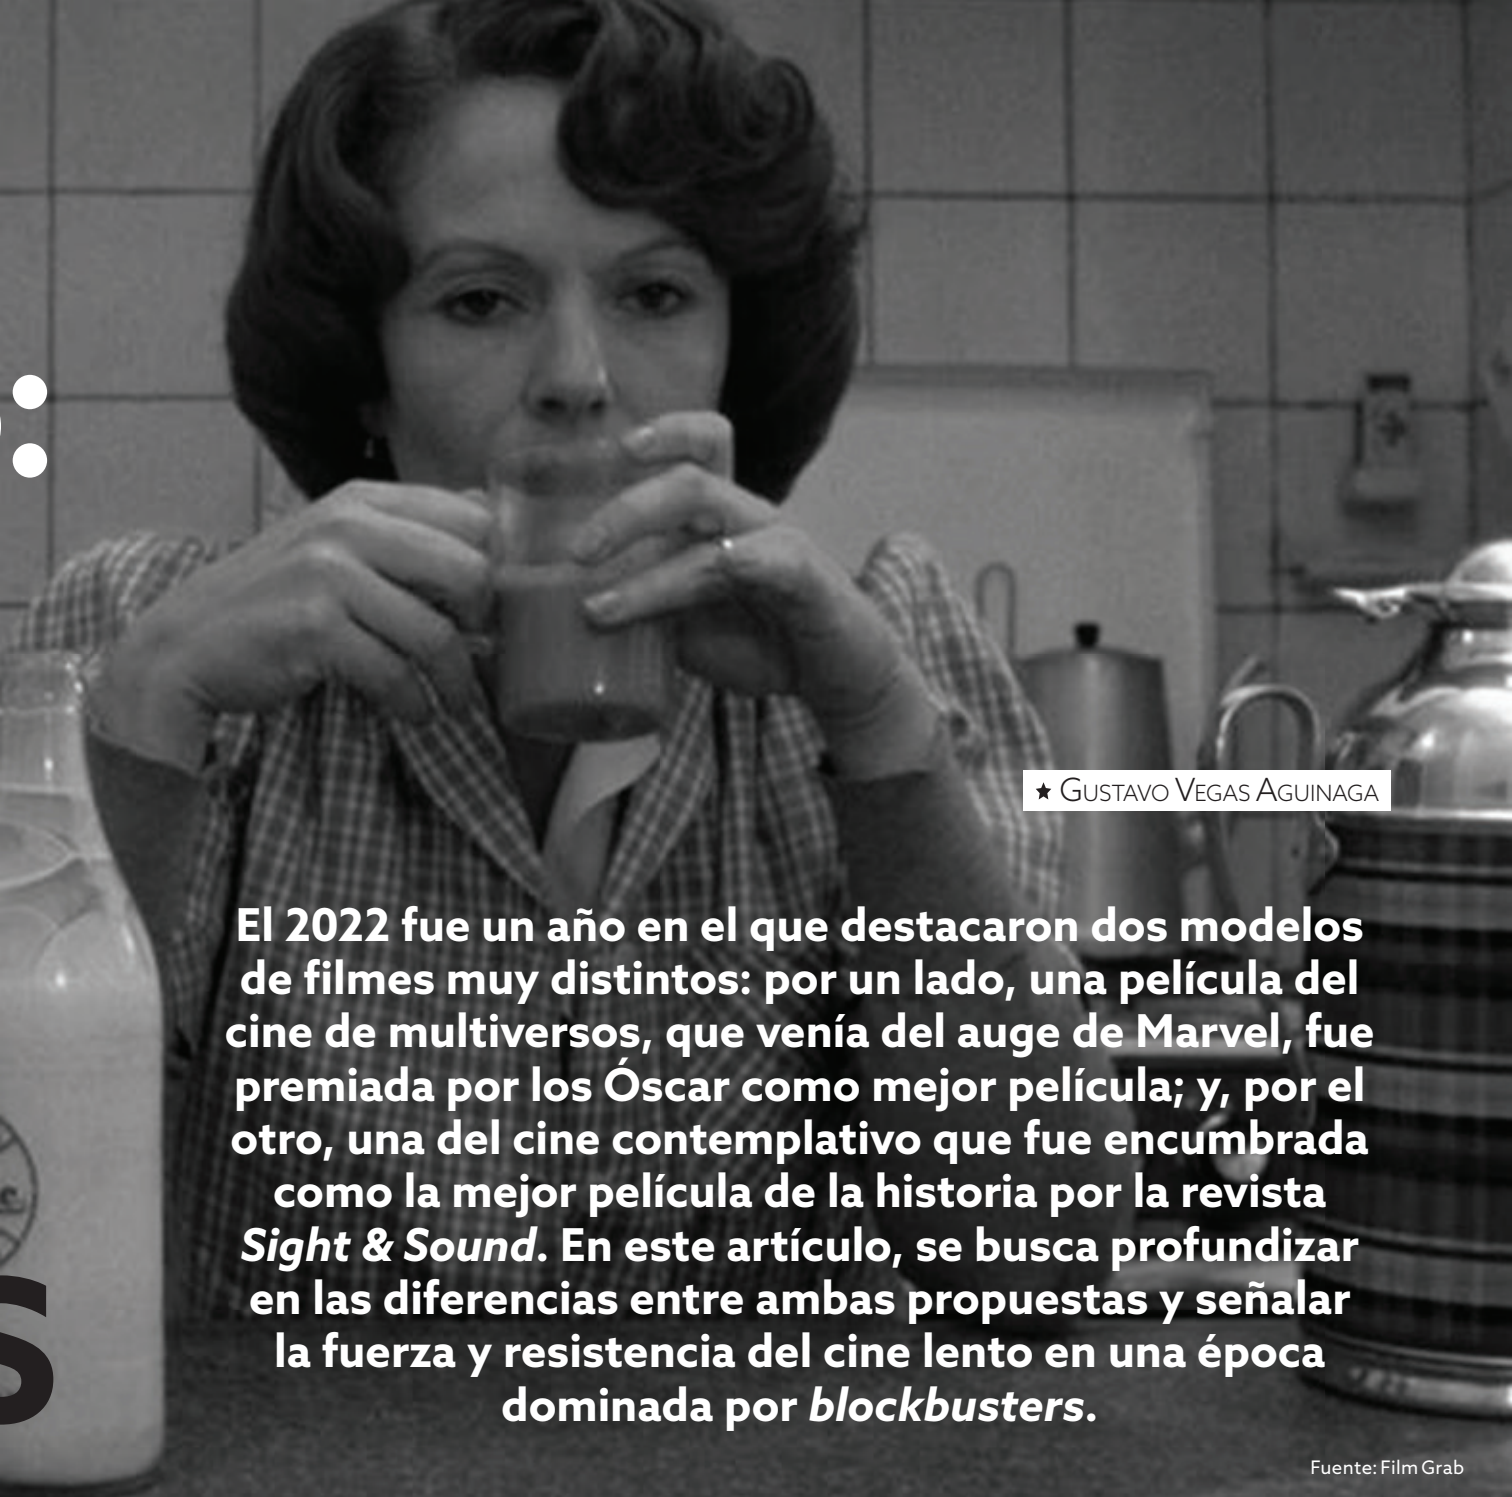 :
★ GUSTAVO VEGAS AGUINAGA
El 2022 fue un año en el que destacaron dos modelos
de filmes muy distintos: por un lado, una película del
cine de multiversos, que venía del auge de Marvel, fue
premiada por los Óscar como mejor película; y, por el
otro, una del cine contemplativo que fue encumbrada
como la mejor película de la historia por la revista
Sight & Sound. En este artículo, se busca profundizar
en las diferencias entre ambas propuestas y señalar
la fuerza y resistencia del cine lento en una época
dominada por blockbusters.
s
Fuente: Film Grab